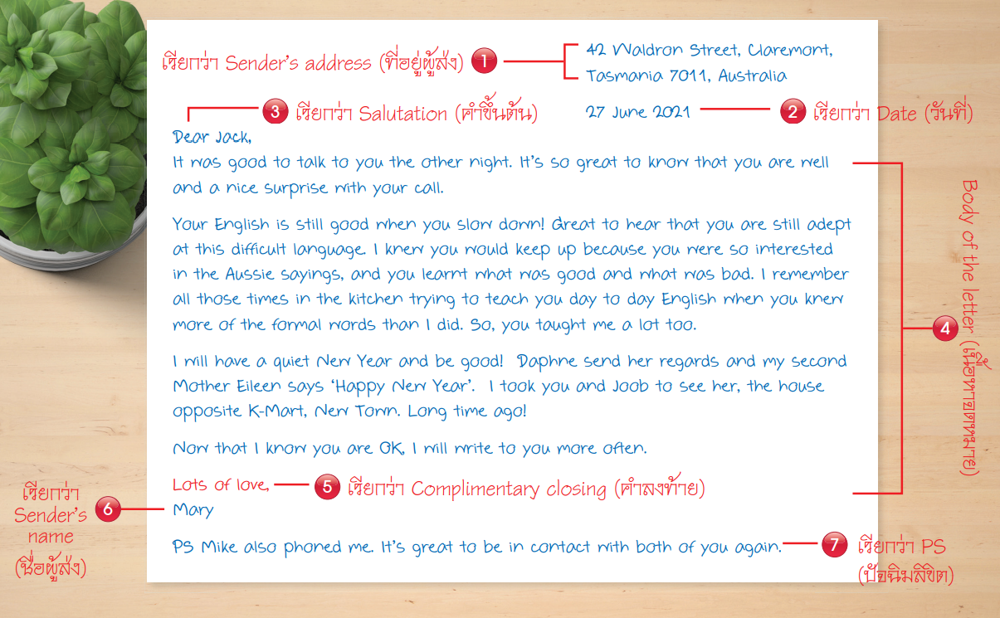 เรียกว่า Sender's address (ที่อยู่ผู้ส่ง) 1
42 Waldron Street, Claremont,
Tasmania 7011, Australia
3 เรียกว่า Salutation (คำขึ้นต้น)
27 June 2021
2 เรียกว่า Date (วันที่)
Dear Jack,
It was good to talk to you the other night. It's so great to know that you are well
and a nice surprise with your call.
Your English is still good when you slow down! Great to hear that you are still adept
at this difficult language. I knew you would keep up because you were so interested
in the Aussie sayings, and you learnt what was good and what was bad. I remember
all those times in the kitchen trying to teach you day to day English when you knew
more of the formal words than I did. So, you taught me a lot too.
I will have a quiet New Year and be good! Daphne send her regards and my second
Mother Eileen says 'Happy New Year'. I took you and Joob to see her, the house
opposite K-Mart, New Town. Long time ago!
Now that I know you are OK, I will write to you more often.
4
Body of the letter (เนื้อหาจดหมาย)
Lots of love,
5 เรียกว่า Complimentary closing (คำลงท้าย)
เรียกว่า
Sender's
name
(ชื่อผู้ส่ง)
6
Mary
PS Mike also phoned me. It's great to be in contact with both of you again.
7 เรียกว่า PS
(ปัจฉิมลิขิต)